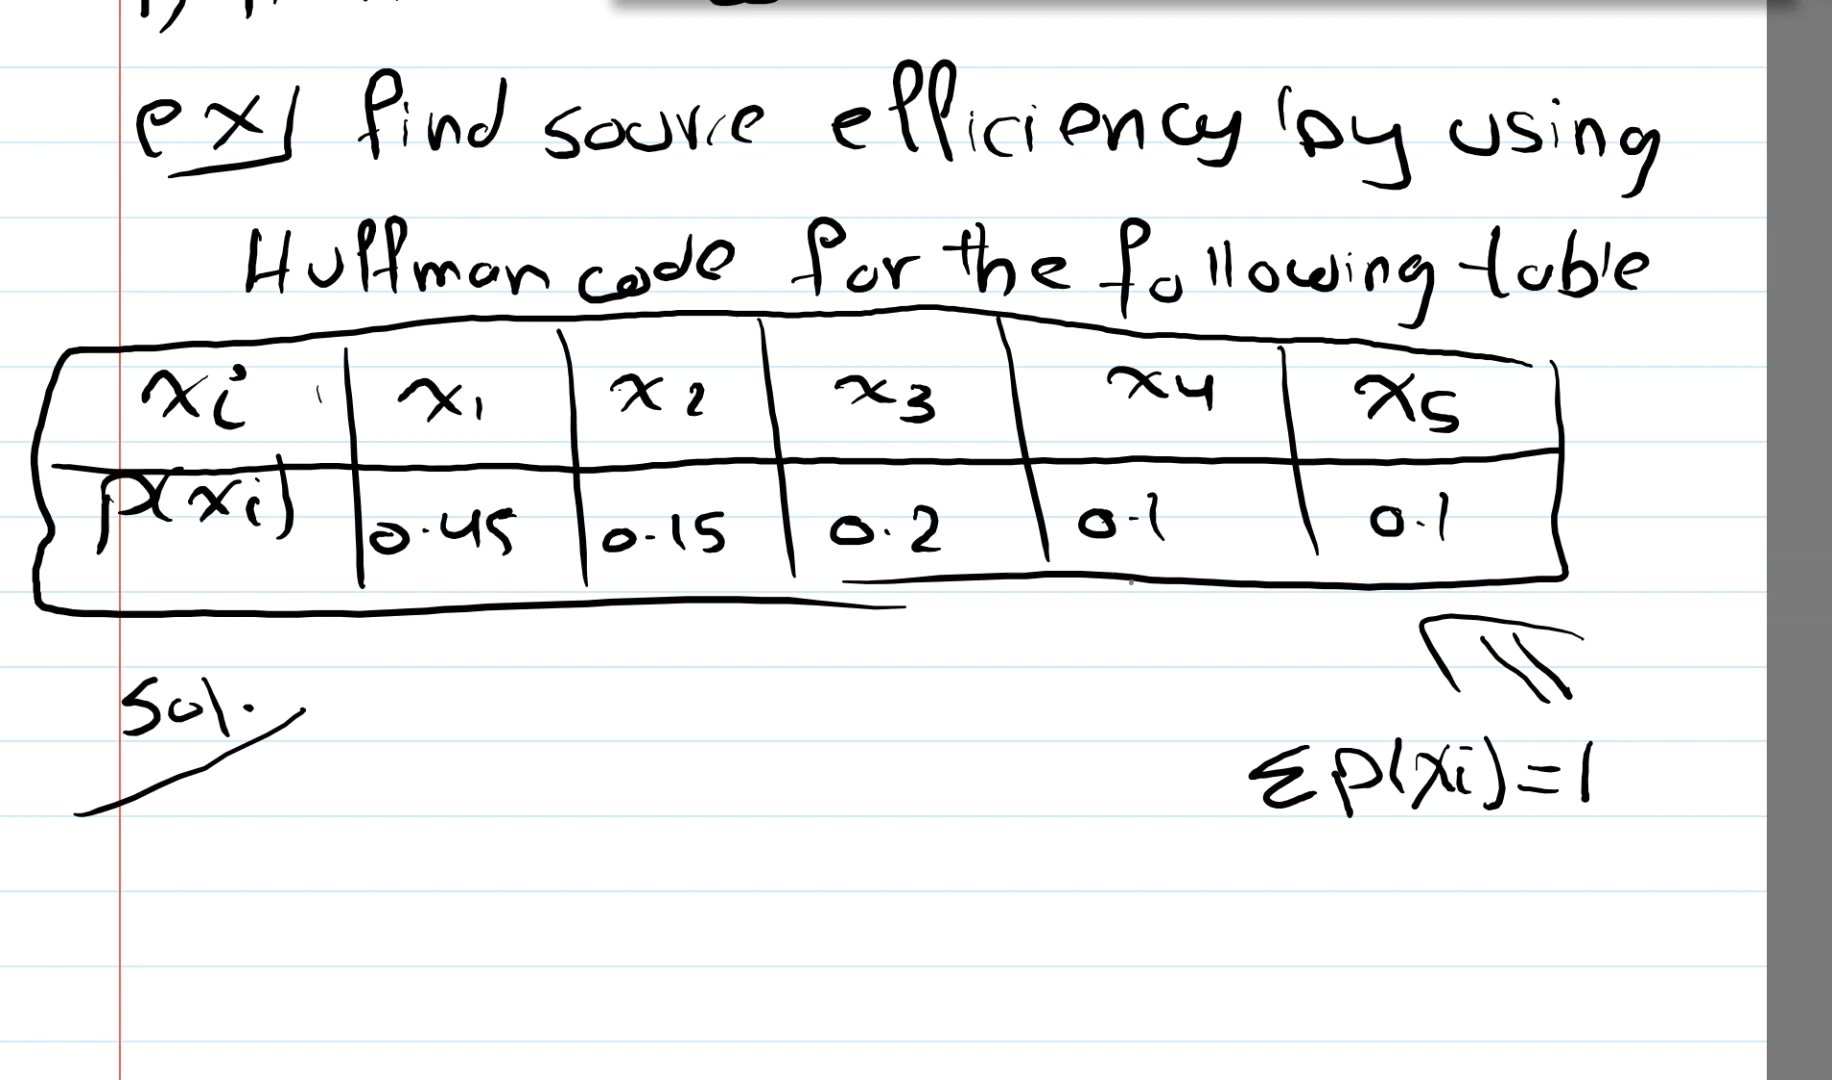 ex/ find source efficiency by using
Huffman code for the following table
xi x1 x2 x3 x4 x5
p(xi) 0.45 0.15 0.2 0.1 0.1
Sol.
Σp(xi)=1